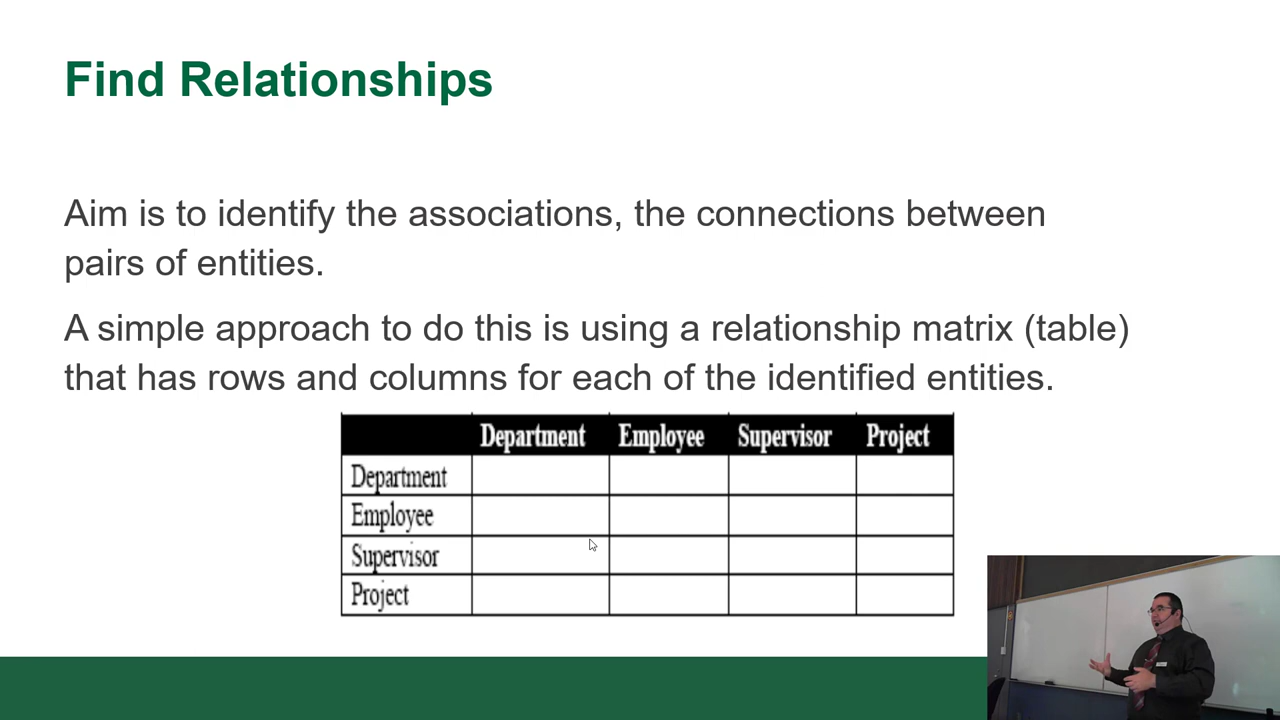 Find Relationships
Aim is to identify the associations, the connections between
pairs of entities.
A simple approach to do this is using a relationship matrix (table)
that has rows and columns for each of the identified entities.
Department Employee Supervisor Project
Department
Employee
Supervisor
Project